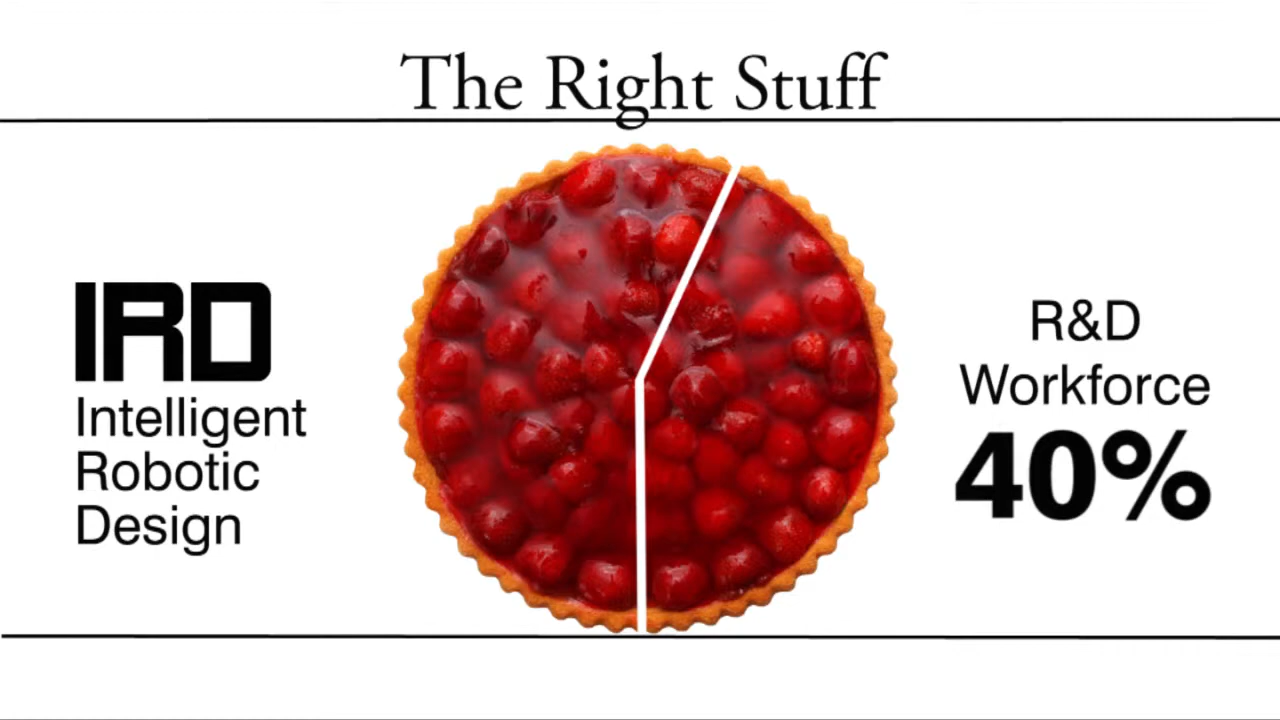 The Right Stuff
IRD
Intelligent
Robotic
Design
R&D
Workforce
40%